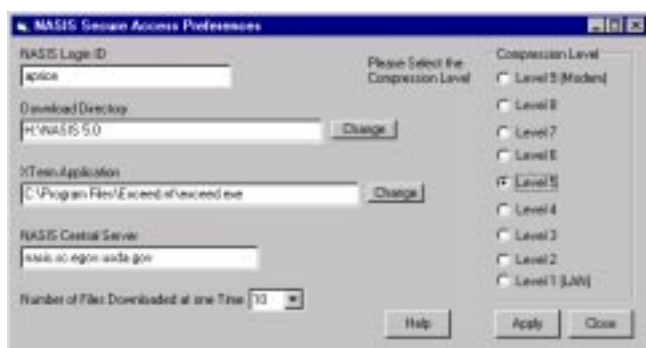 NASIS Secure Access Preferences
NASIS Login ID
aprice
Download Directory
H:\NASIS 5.0
Change
XTerm Application
C:\Program Files\Exceed.nt\exceed.exe
Change
NASIS Central Server
nasis.sc.egov.usda.gov
Number of Files Downloaded at one Time
10
Please Select the
Compression Level
Compression Level
Level 9 (Modem)
Level 8
Level 7
Level 6
Level 5
Level 4
Level 3
Level 2
Level 1 (LAN)
Help
Apply
Close